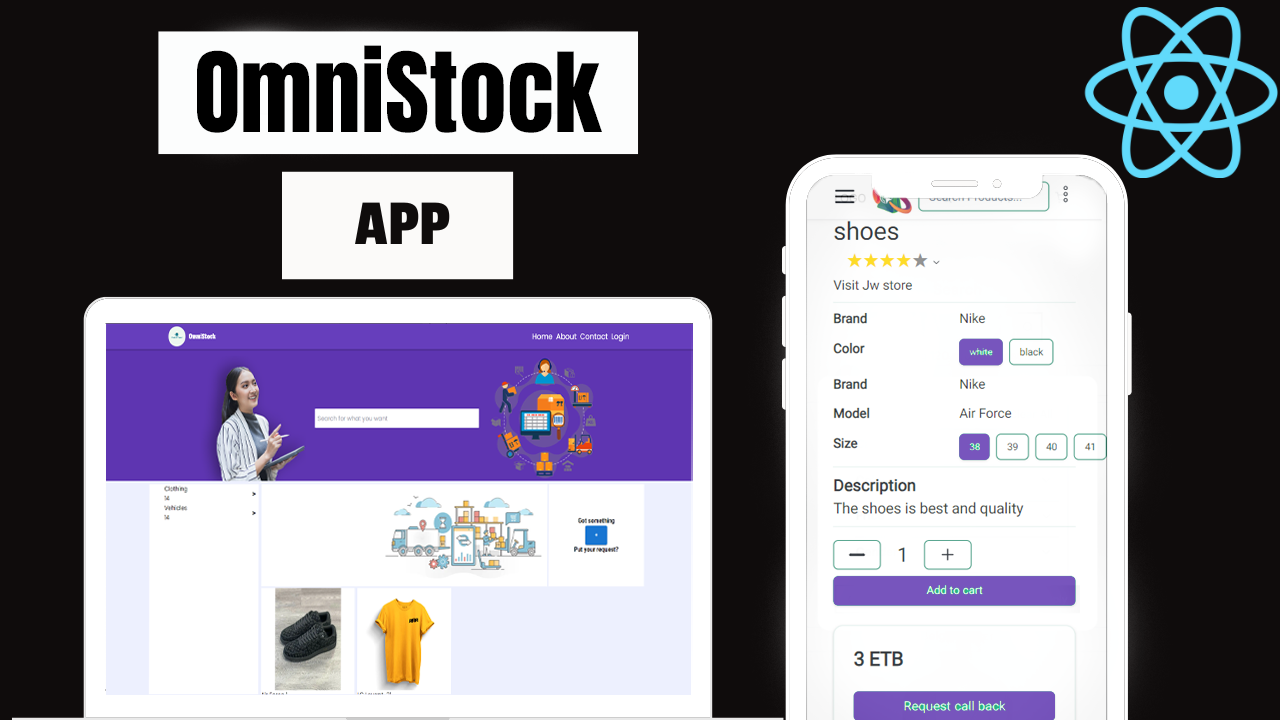 OmniStock
APP
OmniStock
Home About Contact Login
Search for what you want
Clothing
Vehicles
Got something
Put your request?
Search Products...
shoes
Visit Jw store
Brand Nike
Color white black
Brand Nike
Model Air Force
Size 38 39 40 41
Description
The shoes is best and quality
1
Add to cart
3 ETB
Request call back